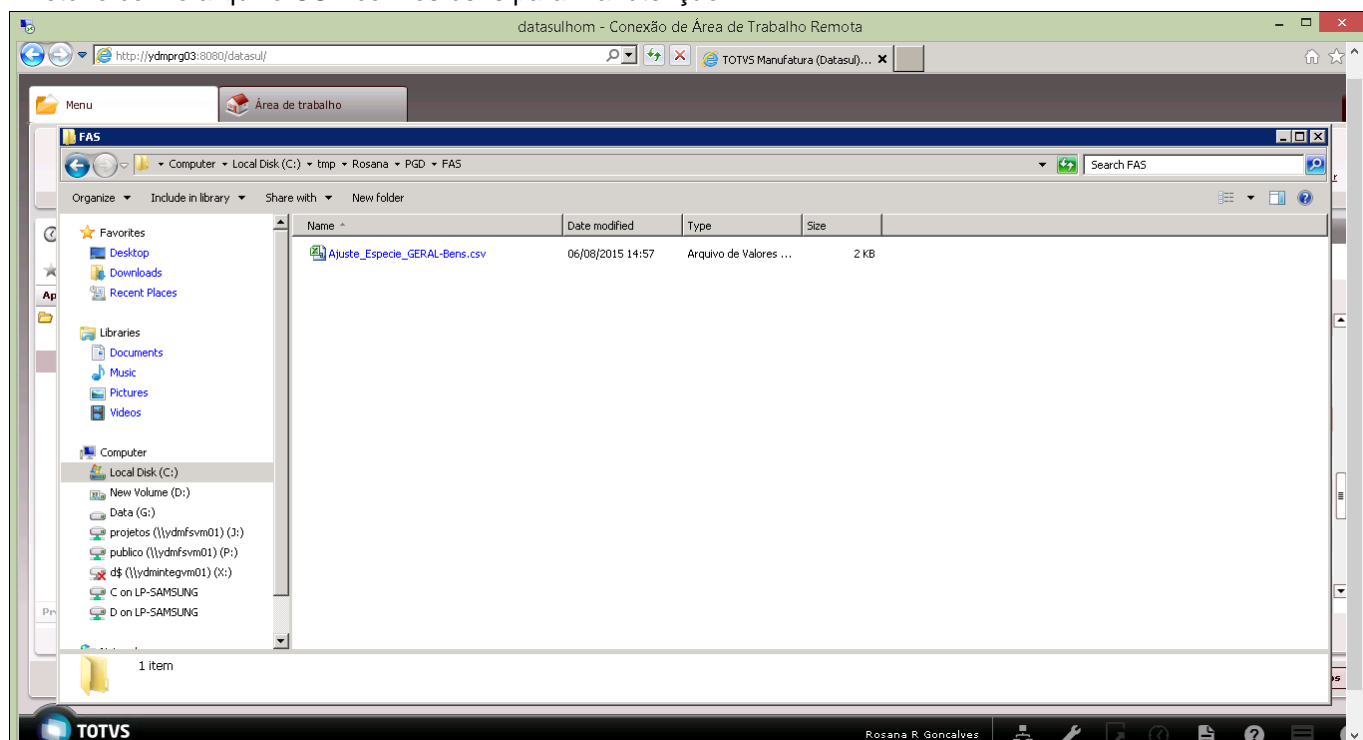 datasulhom - Conexão de Área de Trabalho Remota
http://ydmprg03:8080/datasul/
TOTVS Manufatura (Datasul)...
Menu
Área de trabalho
FAS
Computer Local Disk (C:) tmp Rosana PGD FAS
Search FAS
Organize Include in library Share with New folder
Name Date modified Type Size
Favorites
Ajuste_Especie_GERAL-Bens.csv 06/08/2015 14:57 Arquivo de Valores ... 2 KB
Desktop
Downloads
Recent Places
Ap
Libraries
Documents
Music
Pictures
Videos
Computer
Local Disk (C:)
New Volume (D:)
Data (G:)
projetos (\\ydmfsvm01) (J:)
publico (\\ydmfsvm01) (P:)
d$ (\\ydmintegvm01) (X:)
C on LP-SAMSUNG
D on LP-SAMSUNG
1 item
TOTVS
Rosana R Goncalves